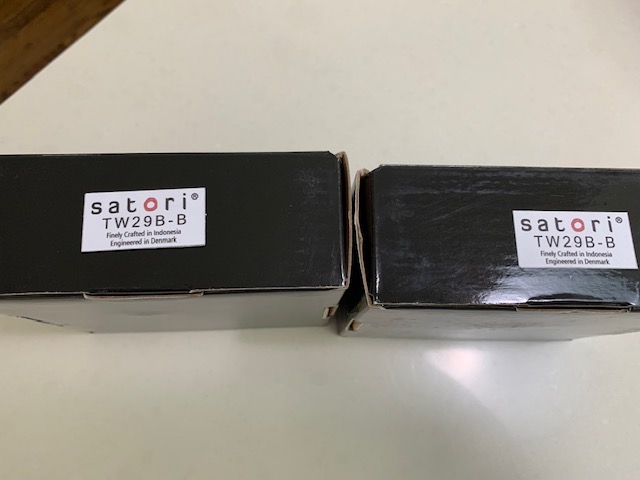 satori®
TW29B-B
Finely Crafted in Indonesia
Engineered in Denmark
satori®
TW29B-B
Finely Crafted in Indonesia
Engineered in Denmark